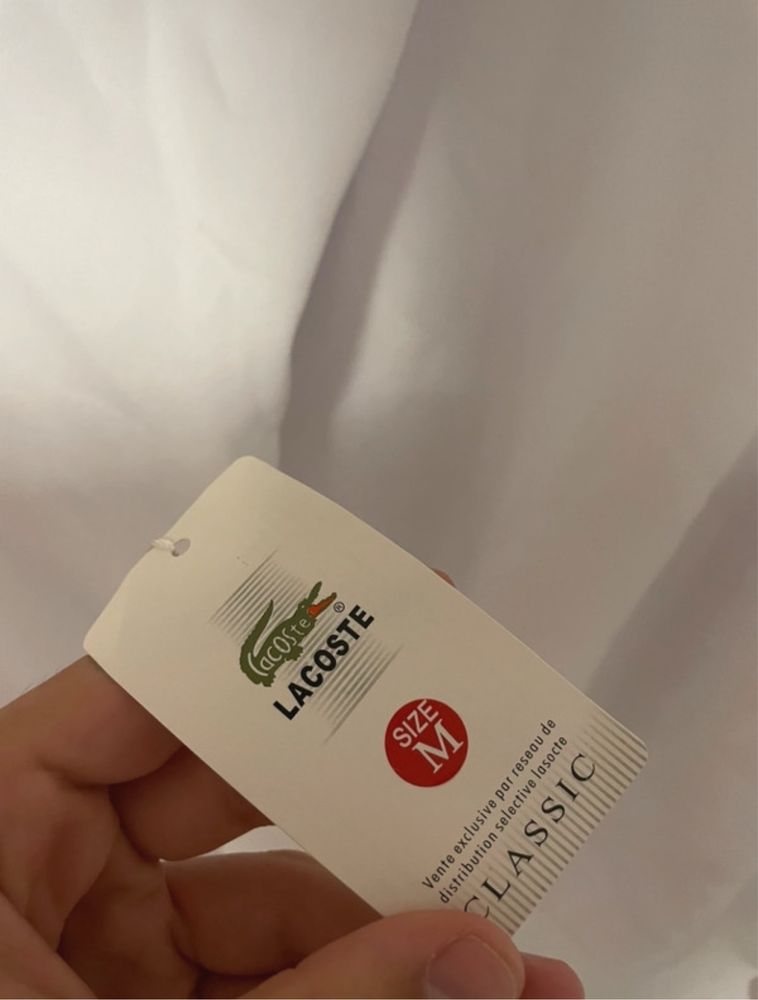 Lacoste
®
LACOSTE
SIZE
M
Vente exclusive par reseau de
distribution selective lasocte
CLASSIC